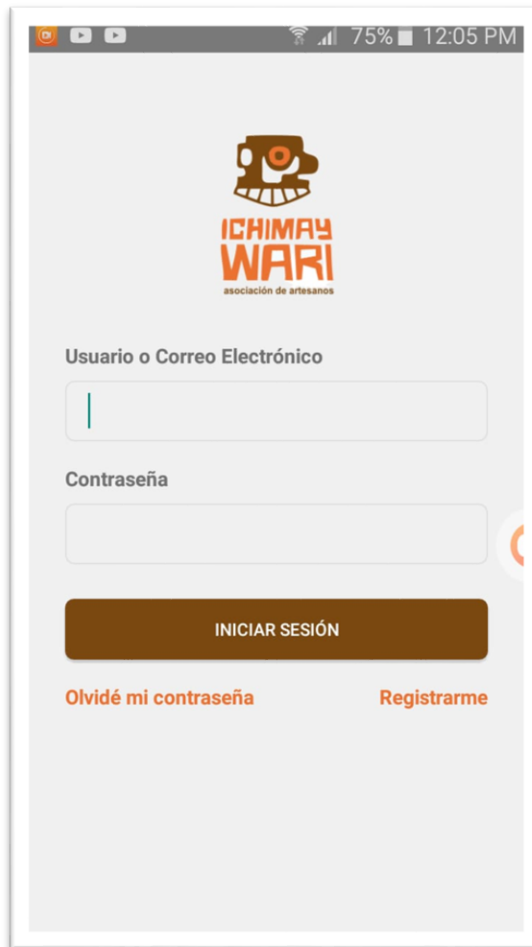 75% 12:05 PM
ICHIMAY
WARI
asociación de artesanos
Usuario o Correo Electrónico
Contraseña
INICIAR SESIÓN
Olvidé mi contraseña Registrarme